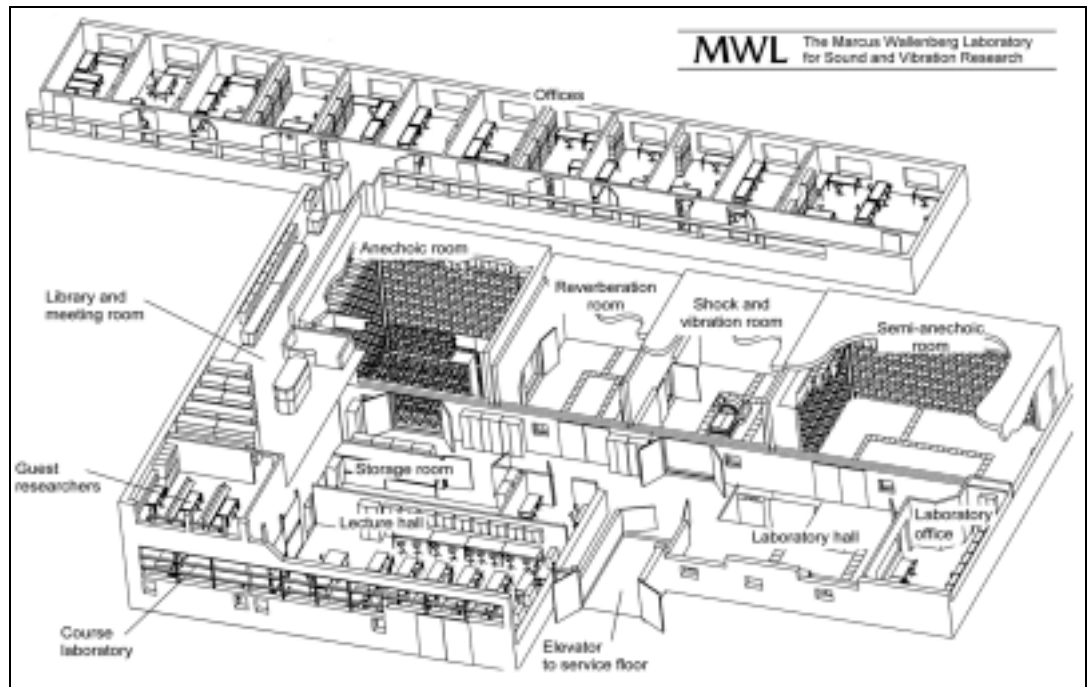 MWL
The Marcus Wallenberg Laboratory
for Sound and Vibration Research
Offices
Anechoic room
Reverberation
room
Shock and
vibration room
Semi-anechoic
room
Library and
meeting room
Guest
researchers
Storage room
Lecture hall
Laboratory hall
Laboratory
office
Course
laboratory
Elevator
to service floor